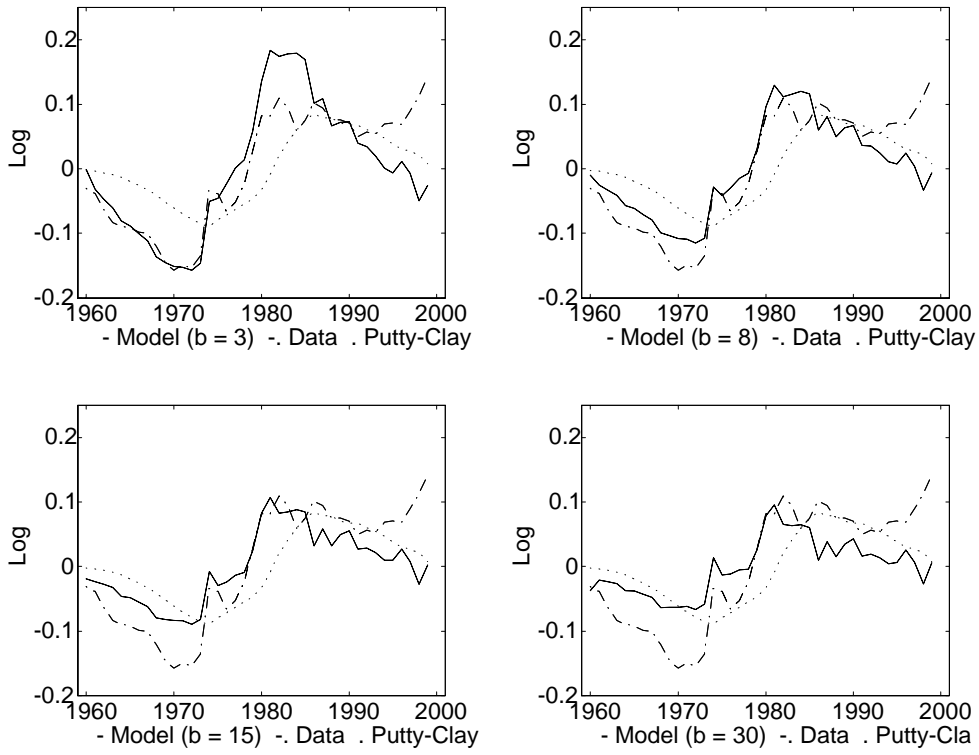 0.2
0.1
0
-0.1
-0.2
Log
1960 1970 1980 1990 2000
- Model (b = 3) -. Data . Putty-Clay
0.2
0.1
0
-0.1
-0.2
Log
1960 1970 1980 1990 2000
- Model (b = 8) -. Data . Putty-Clay
0.2
0.1
0
-0.1
-0.2
Log
1960 1970 1980 1990 2000
- Model (b = 15) -. Data . Putty-Clay
0.2
0.1
0
-0.1
-0.2
Log
1960 1970 1980 1990 2000
- Model (b = 30) -. Data . Putty-Cla